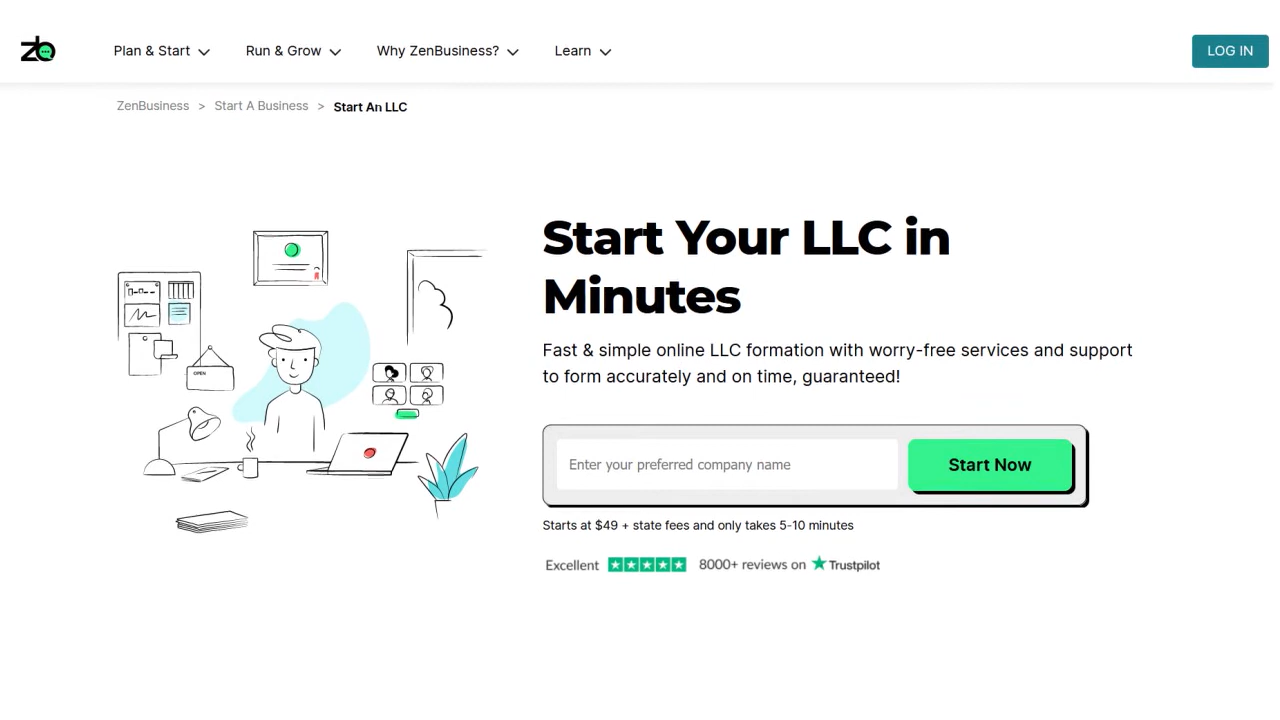 zb
Plan & Start
Run & Grow
Why ZenBusiness?
Learn
LOG IN
ZenBusiness > Start A Business > Start An LLC
OPEN
Start Your LLC in
Minutes
Fast & simple online LLC formation with worry-free services and support
to form accurately and on time, guaranteed!
Enter your preferred company name
Start Now
Starts at $49 + state fees and only takes 5-10 minutes
Excellent
8000+ reviews on
Trustpilot